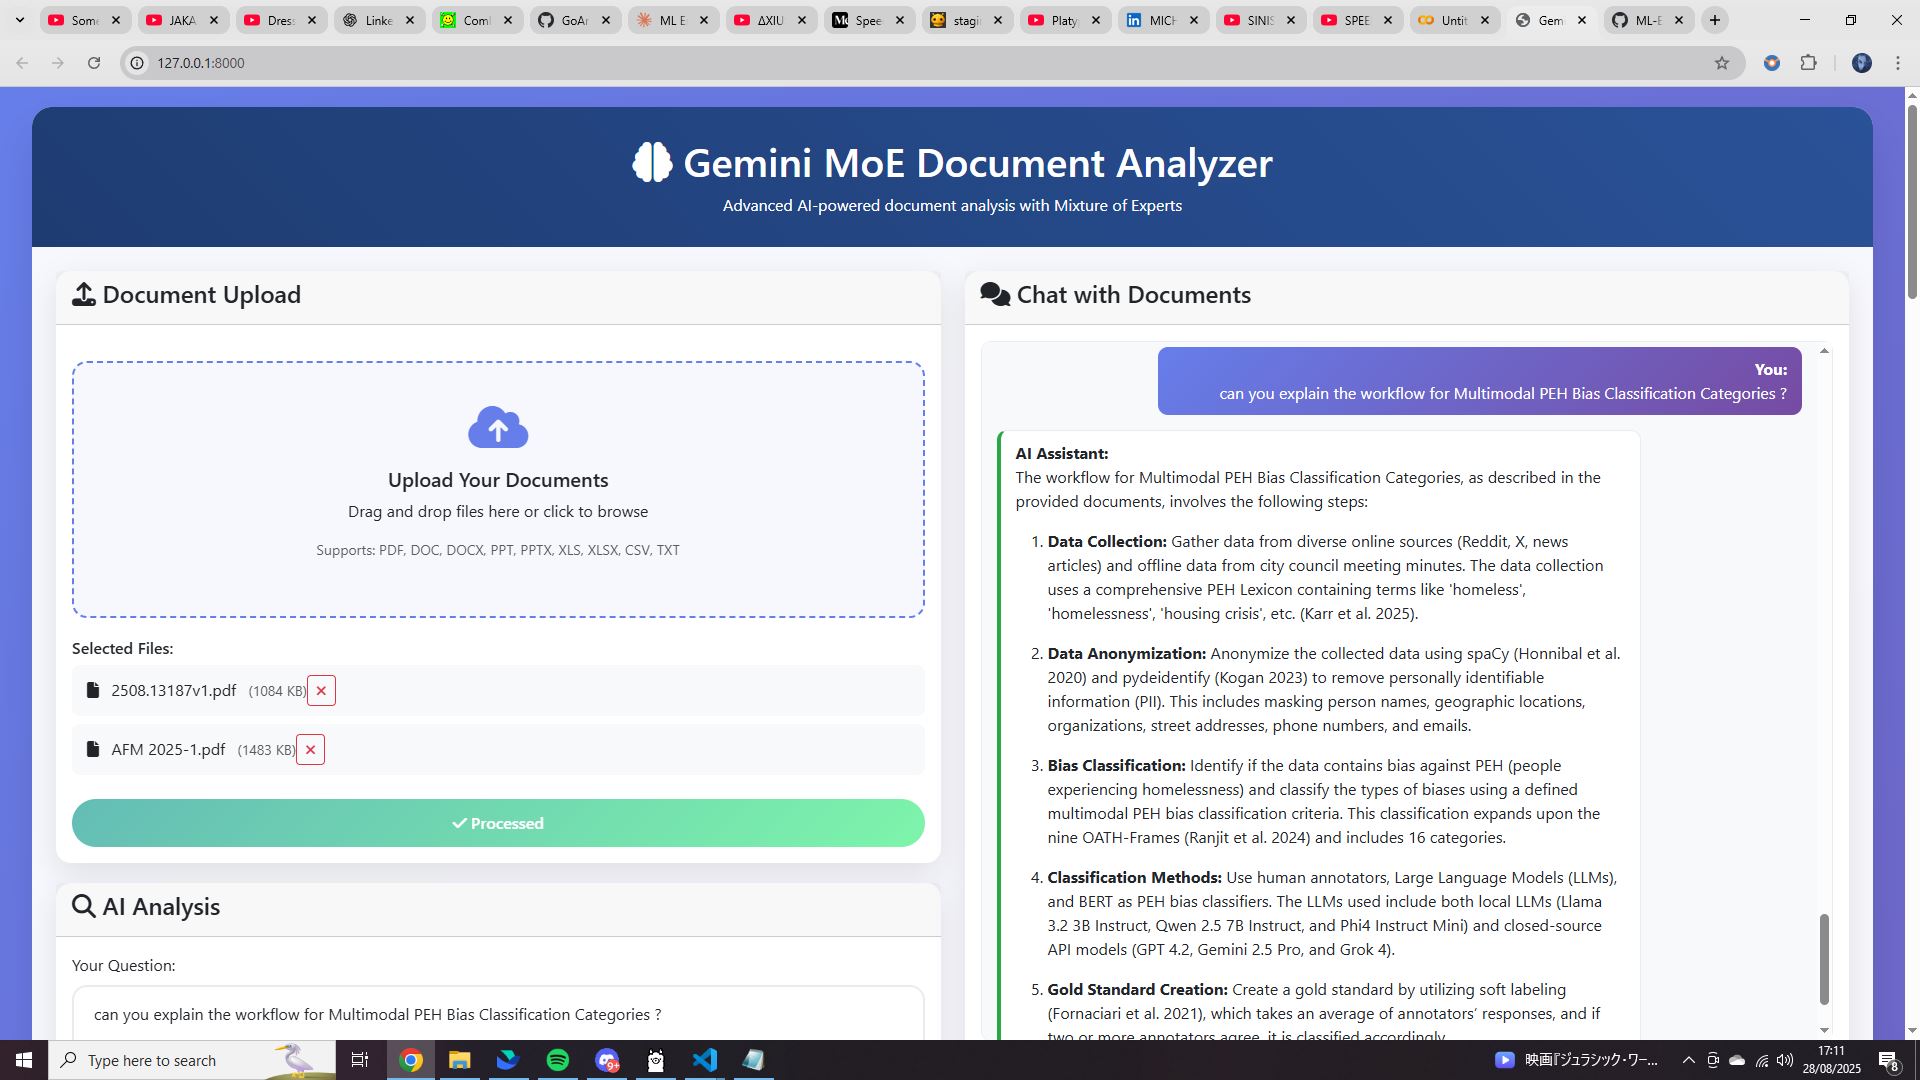 Some
JAKA
Dress
Linke
Coml
GoAr
ML E
ΔXIU
Spee
stagi
Platy
MICH
SINIS
SPEE
Untit
Gem
ML-E
127.0.0.1:8000
Gemini MoE Document Analyzer
Advanced AI-powered document analysis with Mixture of Experts
Document Upload
Upload Your Documents
Drag and drop files here or click to browse
Supports: PDF, DOC, DOCX, PPT, PPTX, XLS, XLSX, CSV, TXT
Selected Files:
2508.13187v1.pdf (1084 KB)
AFM 2025-1.pdf (1483 KB)
Processed
AI Analysis
Your Question:
can you explain the workflow for Multimodal PEH Bias Classification Categories ?
Chat with Documents
You:
can you explain the workflow for Multimodal PEH Bias Classification Categories ?
AI Assistant:
The workflow for Multimodal PEH Bias Classification Categories, as described in the
provided documents, involves the following steps:
1. Data Collection: Gather data from diverse online sources (Reddit, X, news
articles) and offline data from city council meeting minutes. The data collection
uses a comprehensive PEH Lexicon containing terms like 'homeless',
'homelessness', 'housing crisis', etc. (Karr et al. 2025).
2. Data Anonymization: Anonymize the collected data using spaCy (Honnibal et al.
2020) and pydeidentify (Kogan 2023) to remove personally identifiable
information (PII). This includes masking person names, geographic locations,
organizations, street addresses, phone numbers, and emails.
3. Bias Classification: Identify if the data contains bias against PEH (people
experiencing homelessness) and classify the types of biases using a defined
multimodal PEH bias classification criteria. This classification expands upon the
nine OATH-Frames (Ranjit et al. 2024) and includes 16 categories.
4. Classification Methods: Use human annotators, Large Language Models (LLMs),
and BERT as PEH bias classifiers. The LLMs used include both local LLMs (Llama
3.2 3B Instruct, Qwen 2.5 7B Instruct, and Phi4 Instruct Mini) and closed-source
API models (GPT 4.2, Gemini 2.5 Pro, and Grok 4).
5. Gold Standard Creation: Create a gold standard by utilizing soft labeling
(Fornaciari et al. 2021), which takes an average of annotators’ responses, and if
two or more annotators agree, it is classified accordingly.
Type here to search
9+
映画『ジュラシック・ワー...
17:11
28/08/2025
8